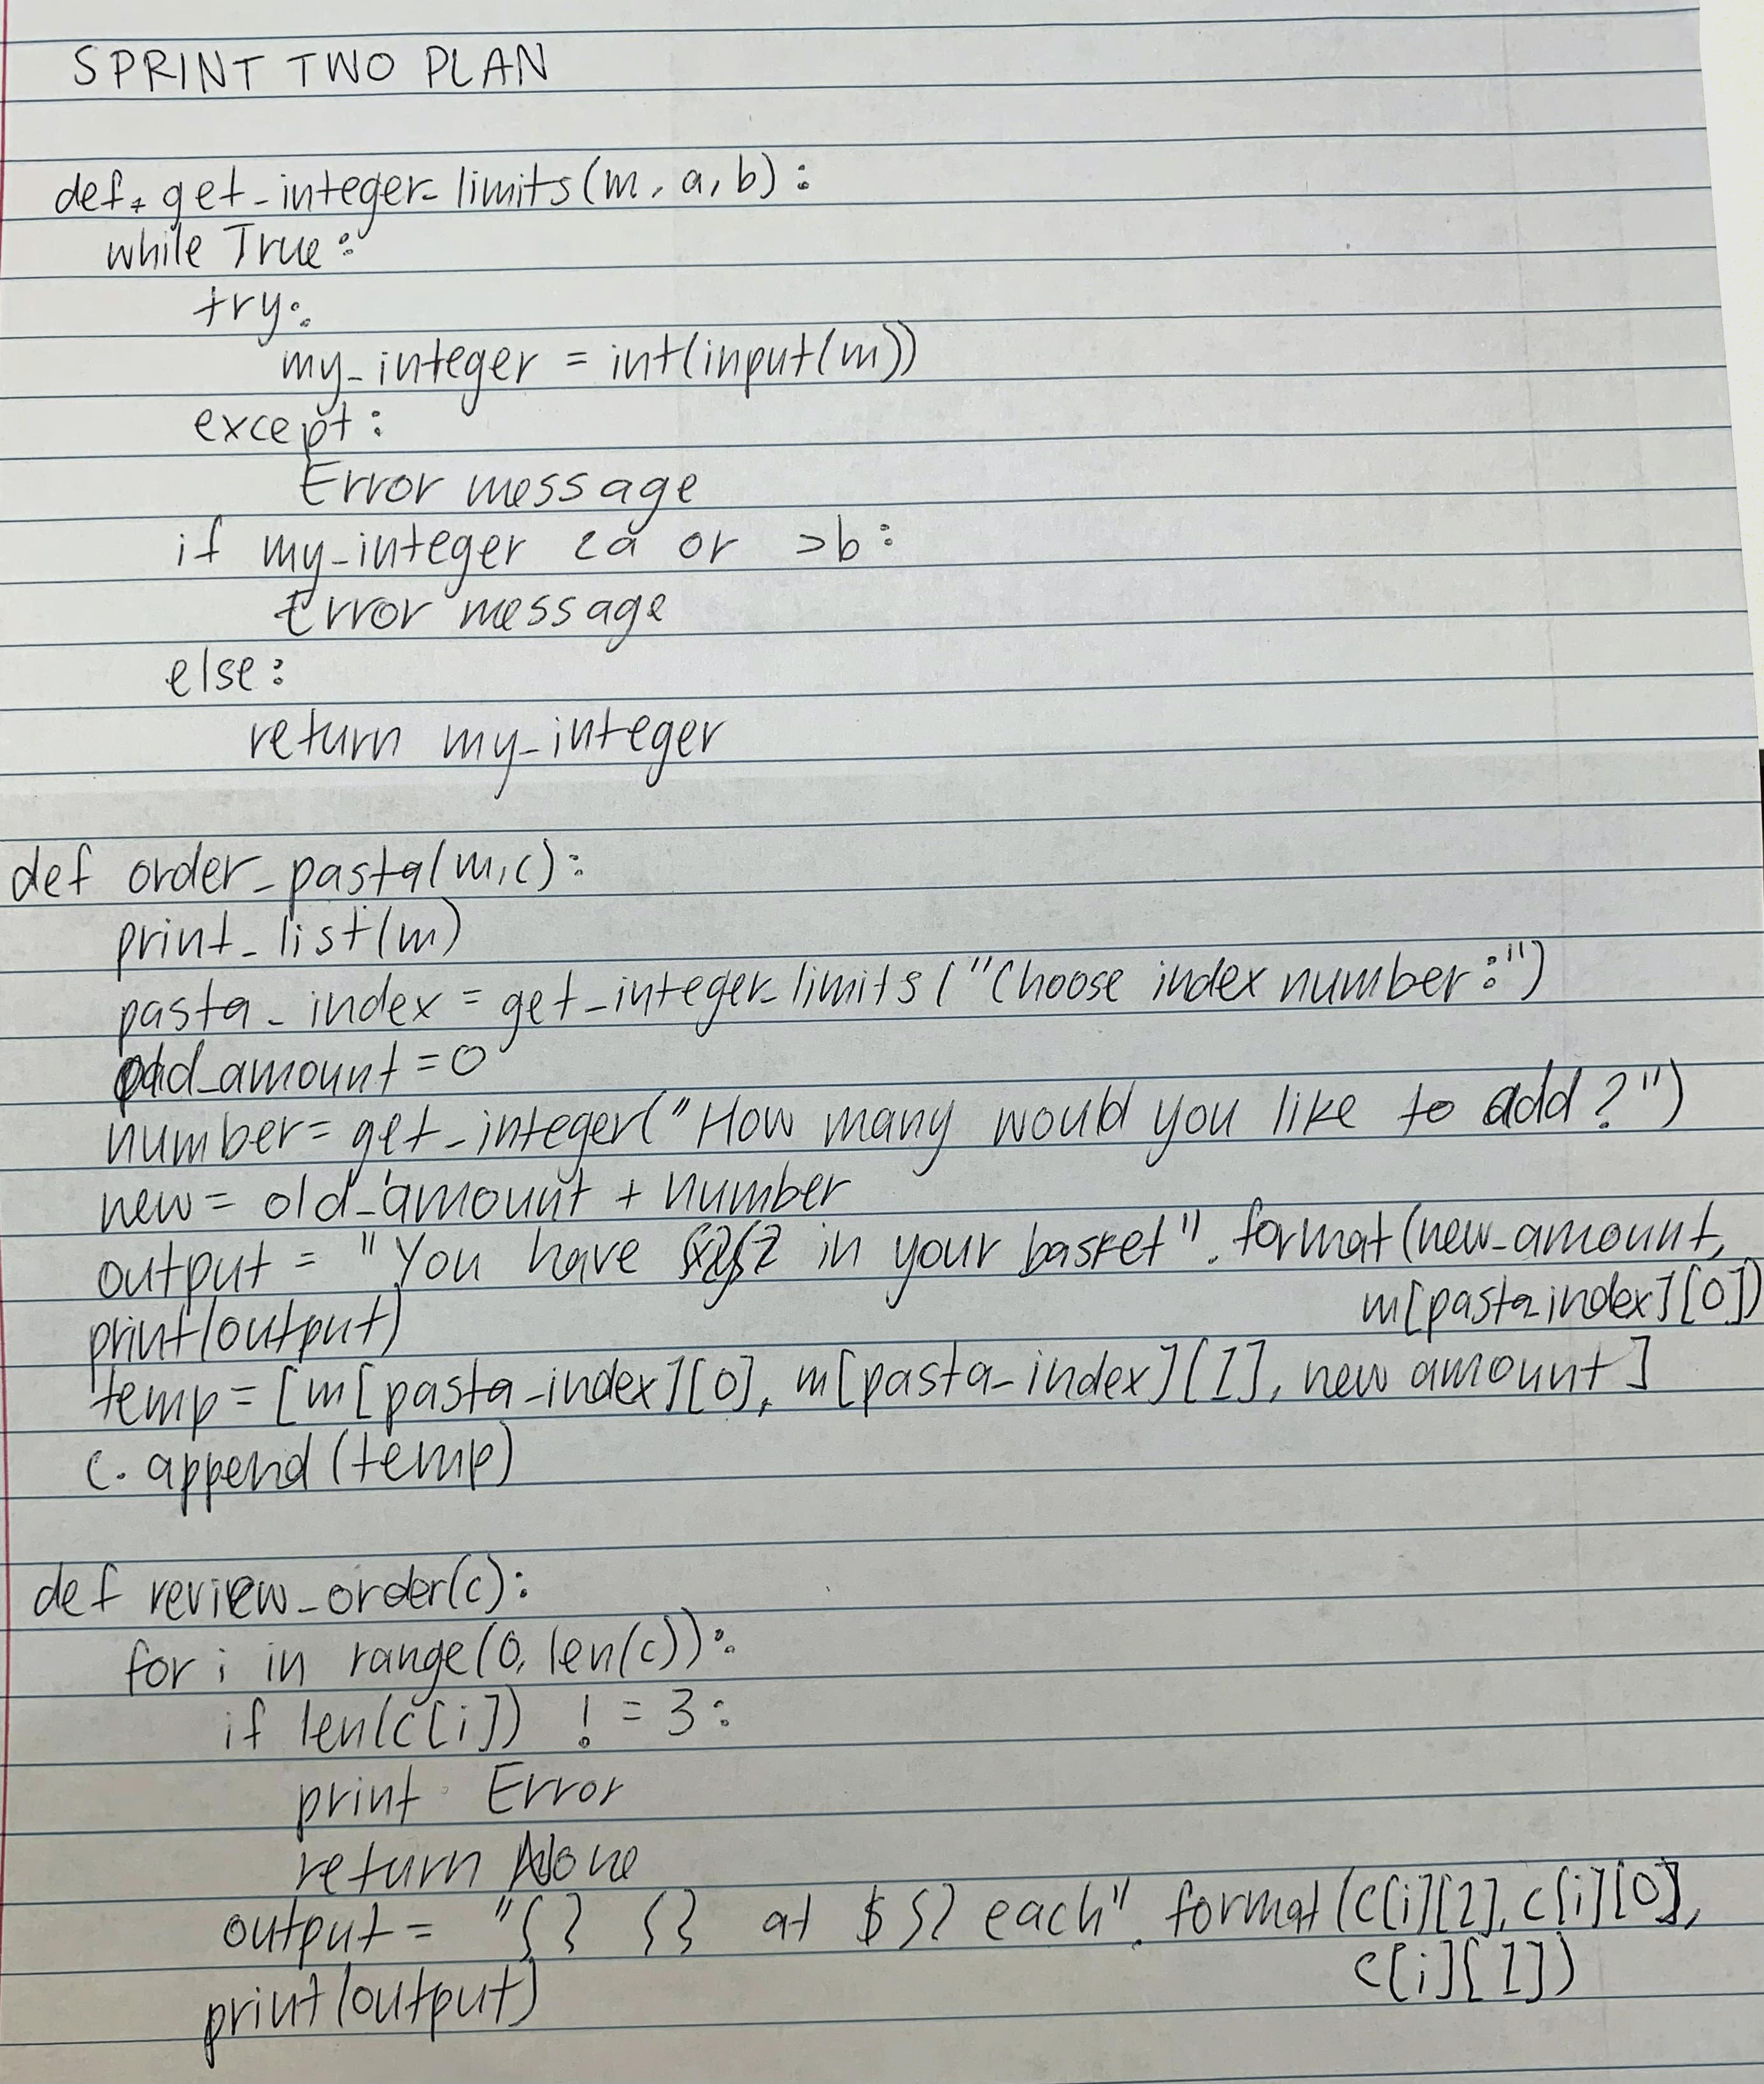 SPRINT TWO PLAN
def get_integer_limits(m, a, b):
while True:
try:
my_integer = int(input(m))
except:
Error message
if my_integer <a or >b:
Error message
else:
return my_integer
def order_pasta(m,c):
print_list(m)
pasta_index = get_integer_limits("Choose index number:")
old_amount=0
number= get_integer("How many would you like to add?")
new= old_amount + number
output = "You have {}{} in your basket".format(new_amount,
m[pasta index][0])
print(output)
temp=[m[pasta_index][0], m[pasta_index][1], new amount]
c.append(temp)
def review_order(c):
for i in range(0, len(c)):
if len(c[i]) != 3:
print Error
return None
output = "{} {} at ${} each".format(c[i][2], c[i][0],
c[i][1])
print(output)